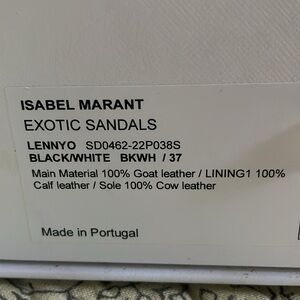 ISABEL MARANT
EXOTIC SANDALS
LENNYO SD0462-22P038S
BLACK/WHITE BKWH / 37
Main Material 100% Goat leather / LINING1 100%
Calf leather / Sole 100% Cow leather
Made in Portugal